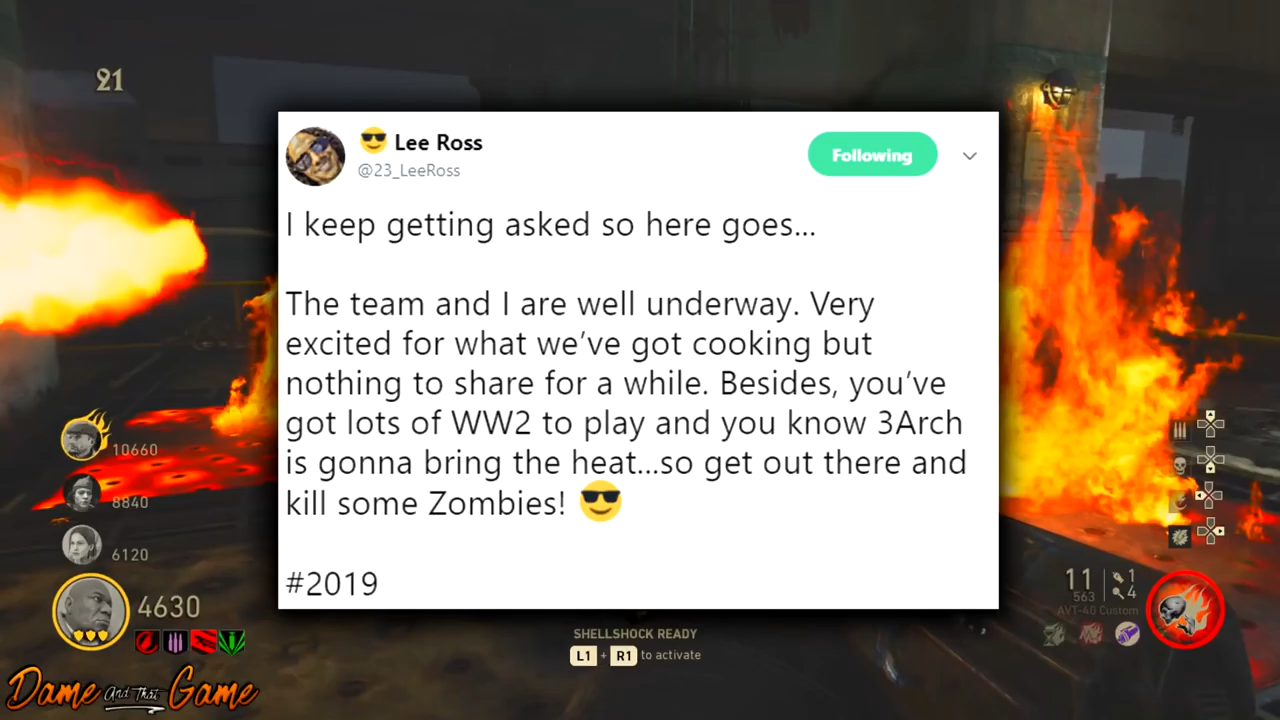 21
😎 Lee Ross
@23_LeeRoss
Following
I keep getting asked so here goes...
The team and I are well underway. Very
excited for what we've got cooking but
nothing to share for a while. Besides, you've
got lots of WW2 to play and you know 3Arch
is gonna bring the heat...so get out there and
kill some Zombies! 😎
#2019
10660
8840
6120
4630
11
563
1
4
AVT-40 Custom
SHELLSHOCK READY
L1 + R1 to activate
Dame And That Game